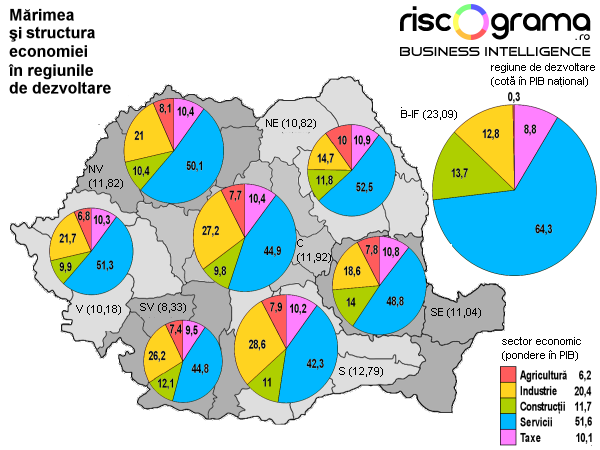 Mărimea
şi structura
economiei
în regiunile
de dezvoltare
riscograma
.ro
BUSINESS INTELLIGENCE
regiune de dezvoltare
(cotă în PIB național)
B-IF (23,09)
0,3
8,8
12,8
13,7
64,3
NE (10,82)
10
10,9
14,7
11,8
52,5
NV
(11,82)
8,1
10,4
21
10,4
50,1
C
(11,92)
7,7
10,4
27,2
9,8
44,9
V (10,18)
6,8
10,3
21,7
9,9
51,3
SE (11,04)
7,8
10,8
18,6
14
48,8
SV (8,33)
7,4
9,5
26,2
12,1
44,8
S (12,79)
7,9
10,2
28,6
11
42,3
sector economic
(pondere în PIB)
Agricultură 6,2
Industrie 20,4
Construcții 11,7
Servicii 51,6
Taxe 10,1